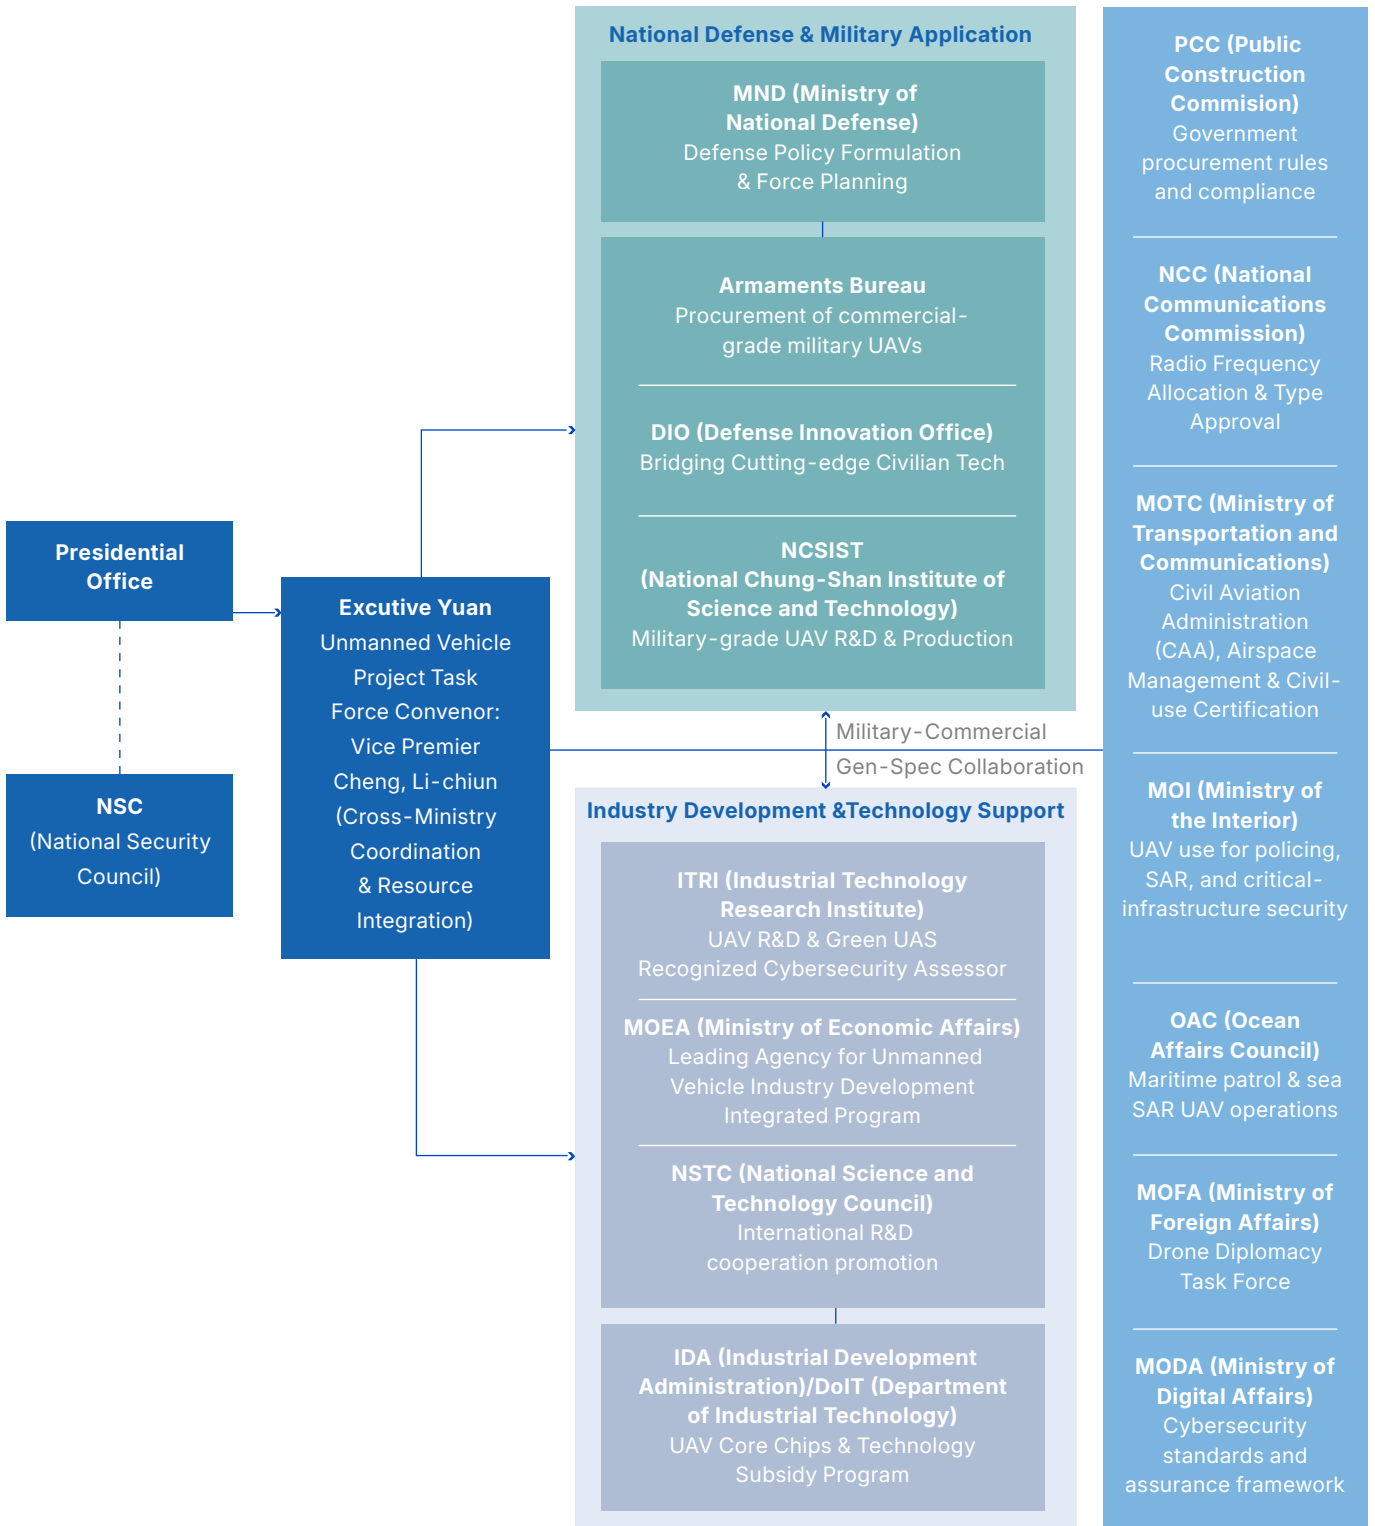 Presidential
Office
NSC
(National Security
Council)
Excutive Yuan
Unmanned Vehicle
Project Task
Force Convenor:
Vice Premier
Cheng, Li-chiun
(Cross-Ministry
Coordination
& Resource
Integration)
National Defense & Military Application
MND (Ministry of
National Defense)
Defense Policy Formulation
& Force Planning
Armaments Bureau
Procurement of commercial-
grade military UAVs
DIO (Defense Innovation Office)
Bridging Cutting-edge Civilian Tech
NCSIST
(National Chung-Shan Institute of
Science and Technology)
Military-grade UAV R&D & Production
Military-Commercial
Gen-Spec Collaboration
Industry Development &Technology Support
ITRI (Industrial Technology
Research Institute)
UAV R&D & Green UAS
Recognized Cybersecurity Assessor
MOEA (Ministry of Economic Affairs)
Leading Agency for Unmanned
Vehicle Industry Development
Integrated Program
NSTC (National Science and
Technology Council)
International R&D
cooperation promotion
IDA (Industrial Development
Administration)/DoIT (Department
of Industrial Technology)
UAV Core Chips & Technology
Subsidy Program
PCC (Public
Construction
Commision)
Government
procurement rules
and compliance
NCC (National
Communications
Commission)
Radio Frequency
Allocation & Type
Approval
MOTC (Ministry of
Transportation and
Communications)
Civil Aviation
Administration
(CAA), Airspace
Management & Civil-
use Certification
MOI (Ministry of
the Interior)
UAV use for policing,
SAR, and critical-
infrastructure security
OAC (Ocean
Affairs Council)
Maritime patrol & sea
SAR UAV operations
MOFA (Ministry of
Foreign Affairs)
Drone Diplomacy
Task Force
MODA (Ministry of
Digital Affairs)
Cybersecurity
standards and
assurance framework